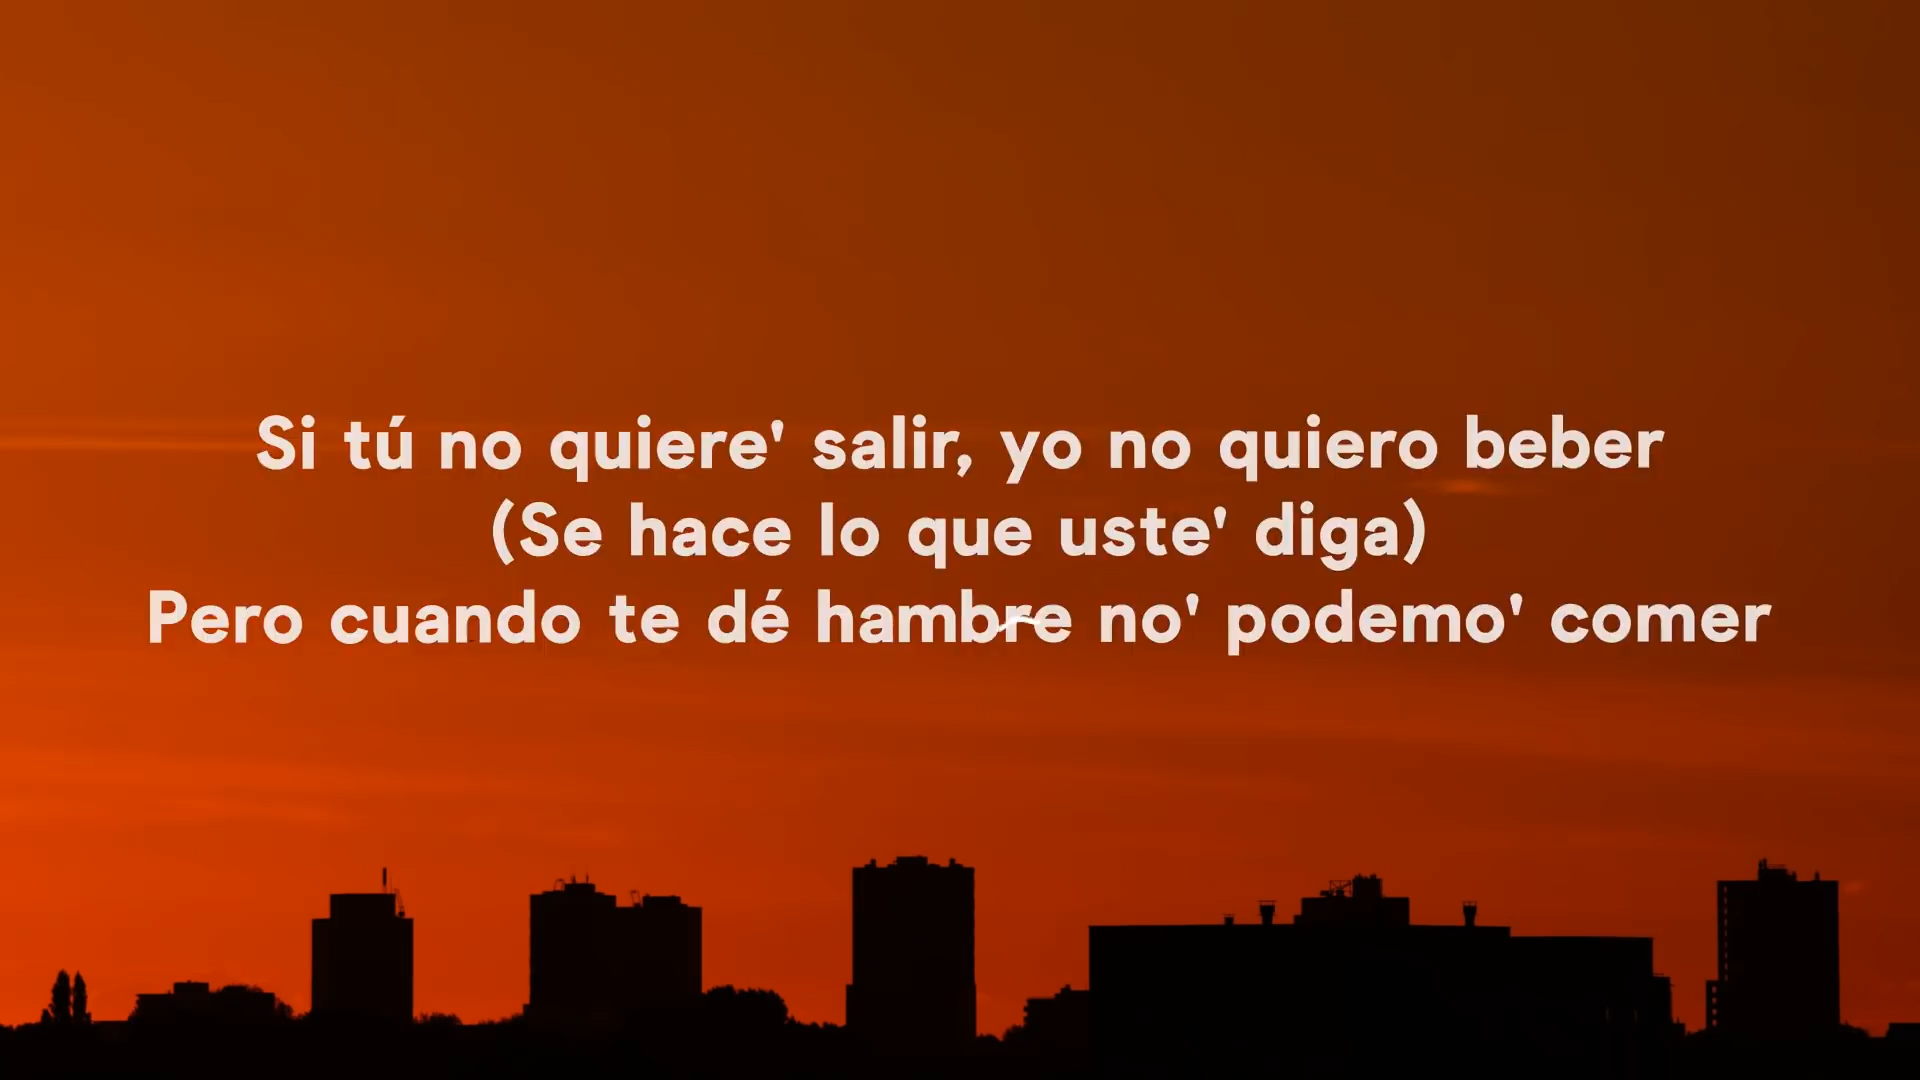 Si tú no quiere' salir, yo no quiero beber
(Se hace lo que uste' diga)
Pero cuando te dé hambre no' podemo' comer